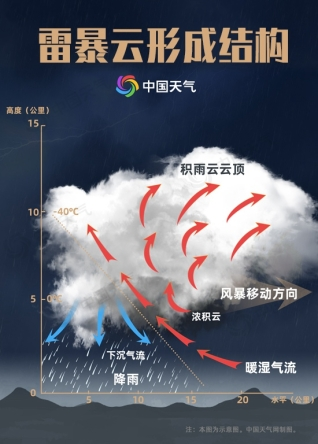 雷暴云形成结构
中国天气
高度（公里）
15
积雨云云顶
10
-40℃
风暴移动方向
5
0℃
浓积云
下沉气流
暖湿气流
降雨
0
10
15
20
水平（公里）
注：本图为示意图，中国天气网制图。